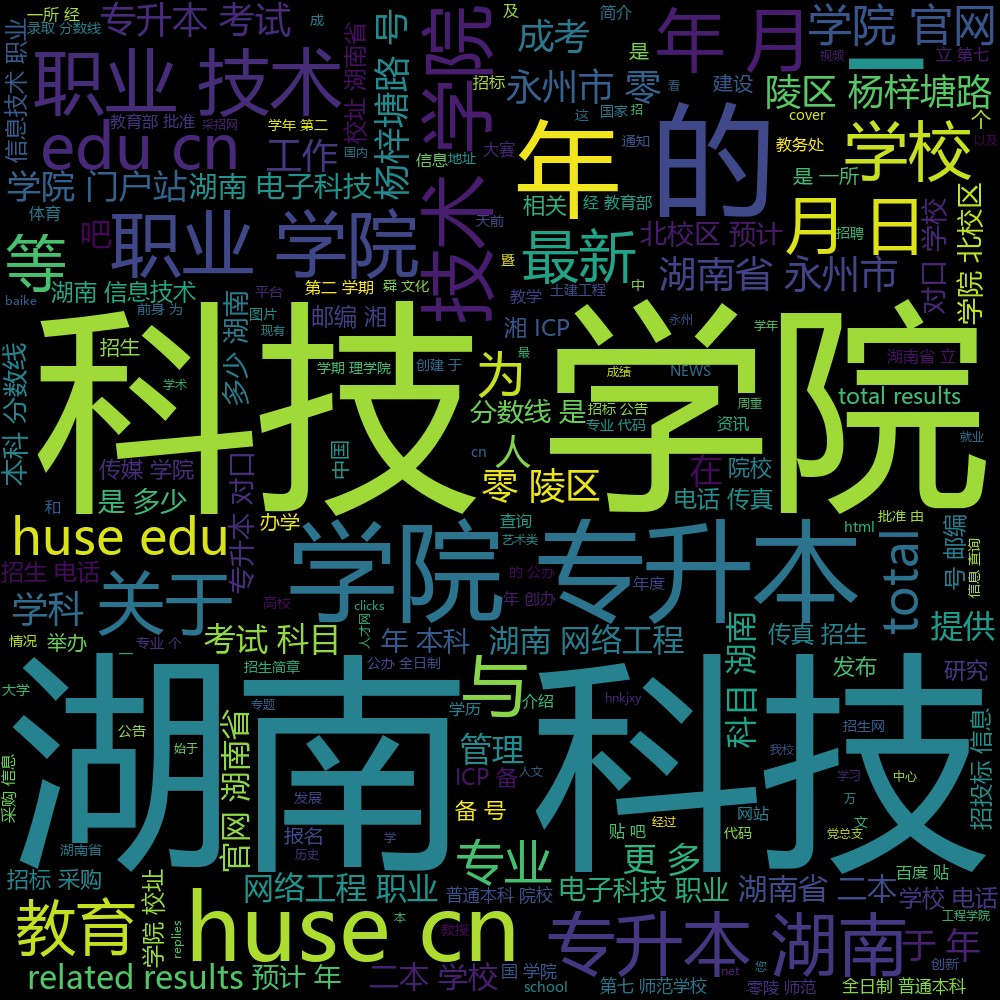 一所 经
录取 分数线
专升本 考试
成
职业 技术
edu cn
工作
信息技术 职业
教育部 批准
采招网
学年 第二
国内
校址 湖南省
杨梓塘路 号
学院 门户站
湖南 电子科技
体育
技术 学院
及
简介
成考
是
招标
永州市 零
建设
信息
地址
大赛
年 月
视频
学院 官网
一
立 第七
陵区 杨梓塘路
个
看
这
国家
招
cover
通知
教务处
以及
年
的
学校
是 一所
相关
经 教育部
天前
最新
北校区 预计
招聘
月 日
对口 学校
学院 北校区
职业 学院
吧
等
湖南 信息技术
baike
前身 为
第二 学期
舜 文化
平台
邮编 湘
图片
现有
暨
教学
土建工程
中
湖南省 永州市
湘 ICP
永州
学年
招生
多少 湖南
学期 理学院
创建 于
最
为
成绩
NEWS
湖南省 立
total results
本科 分数线
学术
科技 学院
分数线 是
招标 公告
专业 代码
周重
资讯
就业
传媒 学院
专升本 对口
中国
是 多少
和
人
cn
零 陵区
在
院校
电话 传真
办学
huse edu
查询
艺术类
html
批准 由
号 邮编
信息 查询
招生 电话
学院 专升本
的 公办
年度
total
关于
学科
高校
年 创办
clicks
人才网
情况
举办
二
专业 个
考试 科目
年 本科
湖南 网络工程
传真 招生
提供
招生简章
公办 全日制
科目 湖南
发布
研究
大学
专题
学历
与
介绍
hnkjxy
招生网
湖南 科技
公告
始于
官网 湖南省
管理
我校
招投标 信息
采购 信息
ICP 备
人文
学习
中心
发展
备 号
网站
万
文
湖南省
报名
历史
学
贴 吧
经过
代码
党总支
专业
更 多
百度 贴
招标 采购
网络工程 职业
普通本科 院校
电子科技 职业
湖南省 二本
学校 电话
教育
学院 校址
huse cn
本
教授
专升本 湖南
于 年
工程学院
replies
related results
预计 年
二本 学校
国 学院
school
第七 师范学校
net
零陵 师范
您
创新
全日制 普通本科